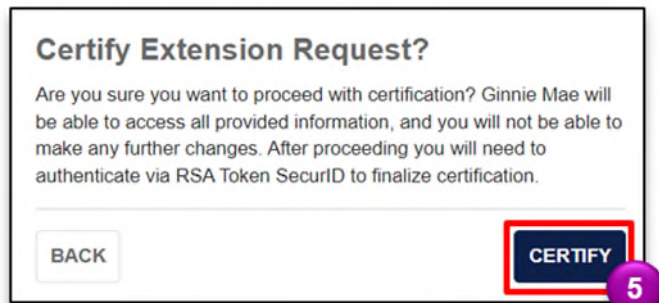 Certify Extension Request?
Are you sure you want to proceed with certification? Ginnie Mae will
be able to access all provided information, and you will not be able to
make any further changes. After proceeding you will need to
authenticate via RSA Token SecurID to finalize certification.
BACK
CERTIFY
5